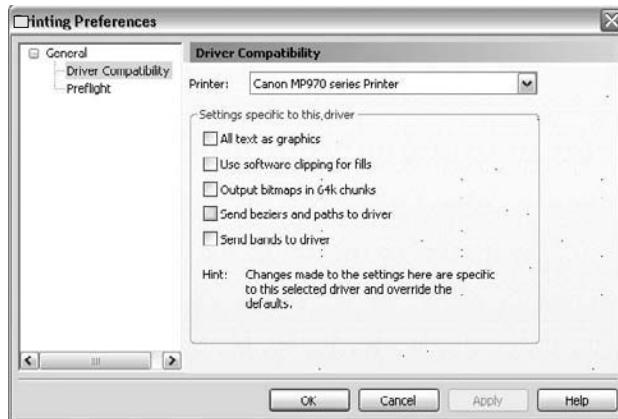 inting Preferences
General
Driver Compatibility
Preflight
Driver Compatibility
Printer: Canon MP970 series Printer
Settings specific to this driver
All text as graphics
Use software clipping for fills
Output bitmaps in 64k chunks
Send beziers and paths to driver
Send bands to driver
Hint: Changes made to the settings here are specific
to this selected driver and override the
defaults.
OK Cancel Apply Help